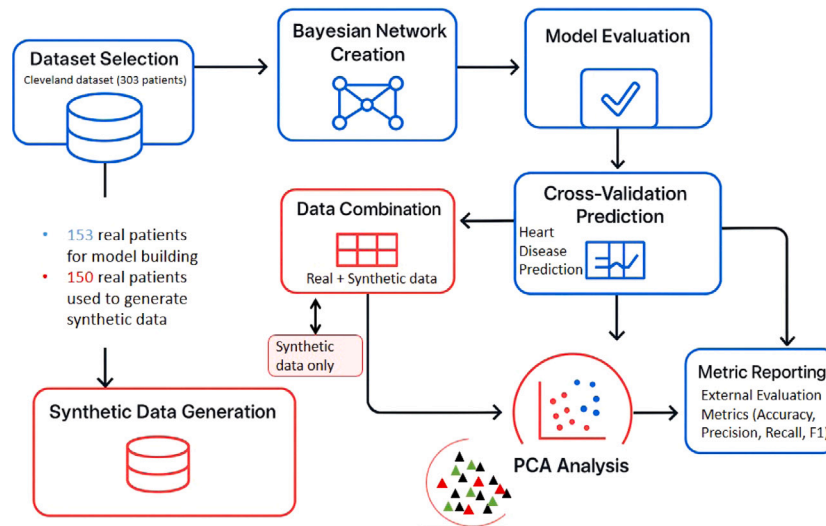 Dataset Selection
Cleveland dataset (303 patients)
Bayesian Network
Creation
Model Evaluation
153 real patients
for model building
150 real patients
used to generate
synthetic data
Data Combination
Real + Synthetic data
Synthetic
data only
Cross-Validation
Prediction
Heart
Disease
Prediction
Synthetic Data Generation
PCA Analysis
Metric Reporting
External Evaluation
Metrics (Accuracy,
Precision, Recall, F1)